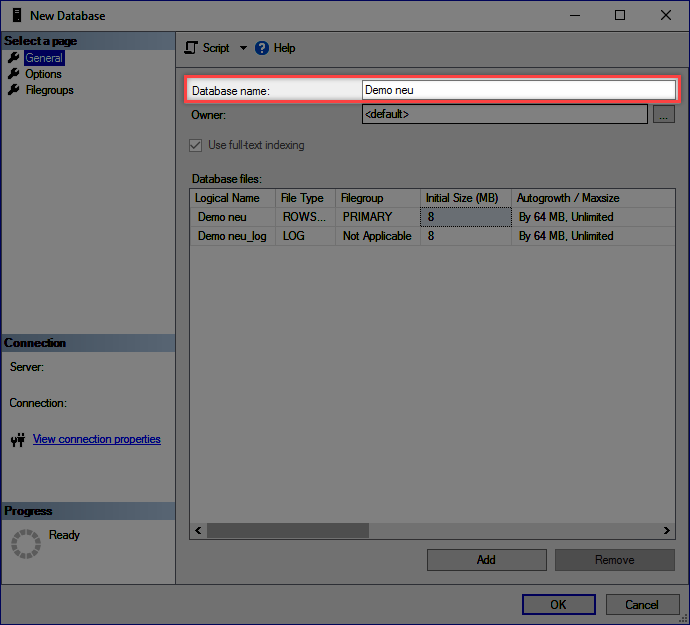 New Database
Select a page
General
Options
Filegroups
Script Help
Database name: Demo neu
Owner: <default> ...
Use full-text indexing
Database files:
Logical Name File Type Filegroup Initial Size (MB) Autogrowth / Maxsize
Demo neu ROWS... PRIMARY 8 By 64 MB, Unlimited
Demo neu_log LOG Not Applicable 8 By 64 MB, Unlimited
Connection
Server:
Connection:
View connection properties
Progress
Ready
Add Remove
OK Cancel